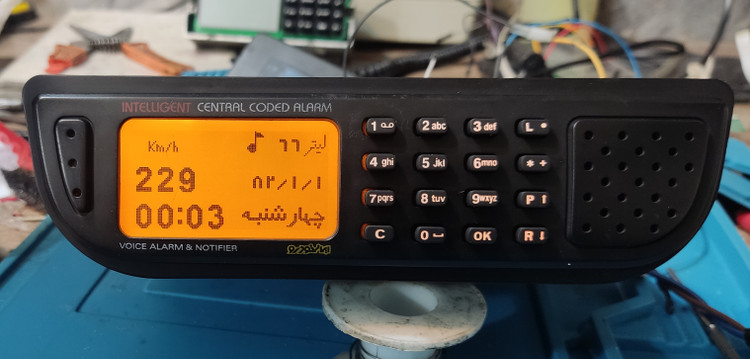 INTELLIGENT CENTRAL CODED ALARM
Km/h ۶۶ لیتر
229 ۸۲/۱/۱
00:03 چهارشنبه
VOICE ALARM & NOTIFIER
1 2 abc 3 def L
4 ghi 5 jkl 6 mno * +
7 pqrs 8 tuv 9 wxyz P
C 0 OK R